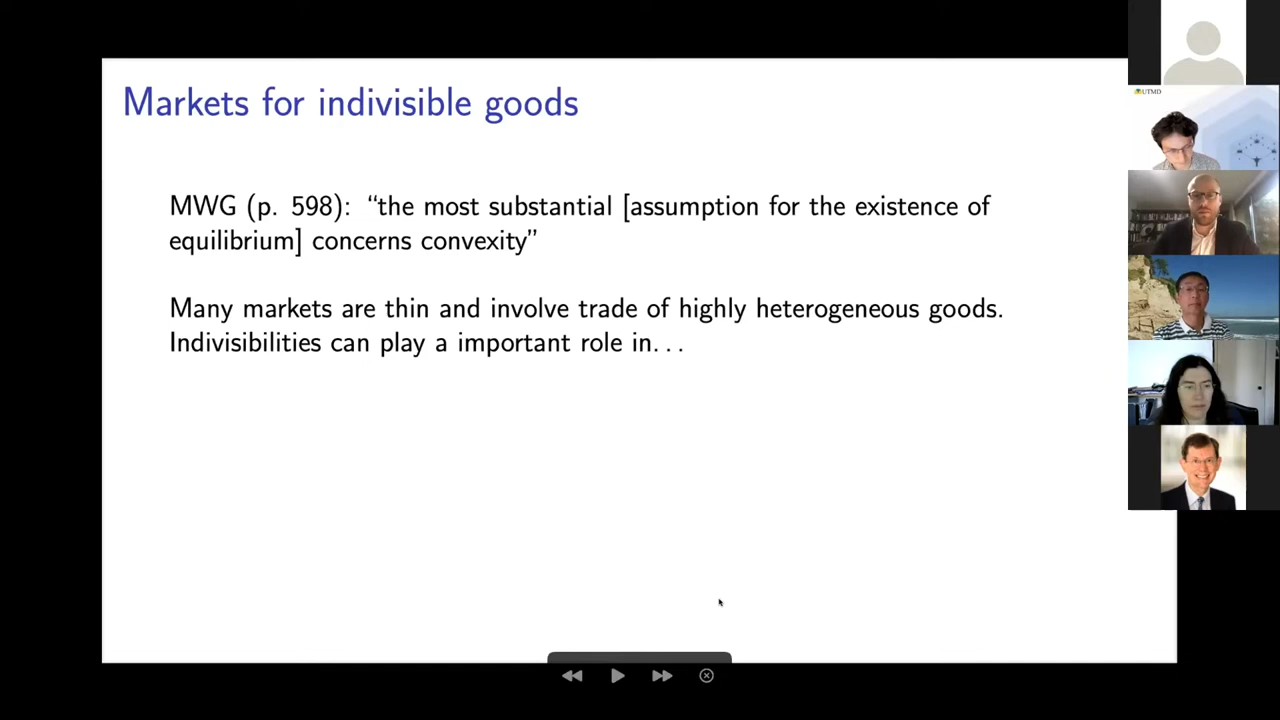 Markets for indivisible goods
MWG (p. 598): “the most substantial [assumption for the existence of
equilibrium] concerns convexity”
Many markets are thin and involve trade of highly heterogeneous goods.
Indivisibilities can play a important role in. . .
UTMD